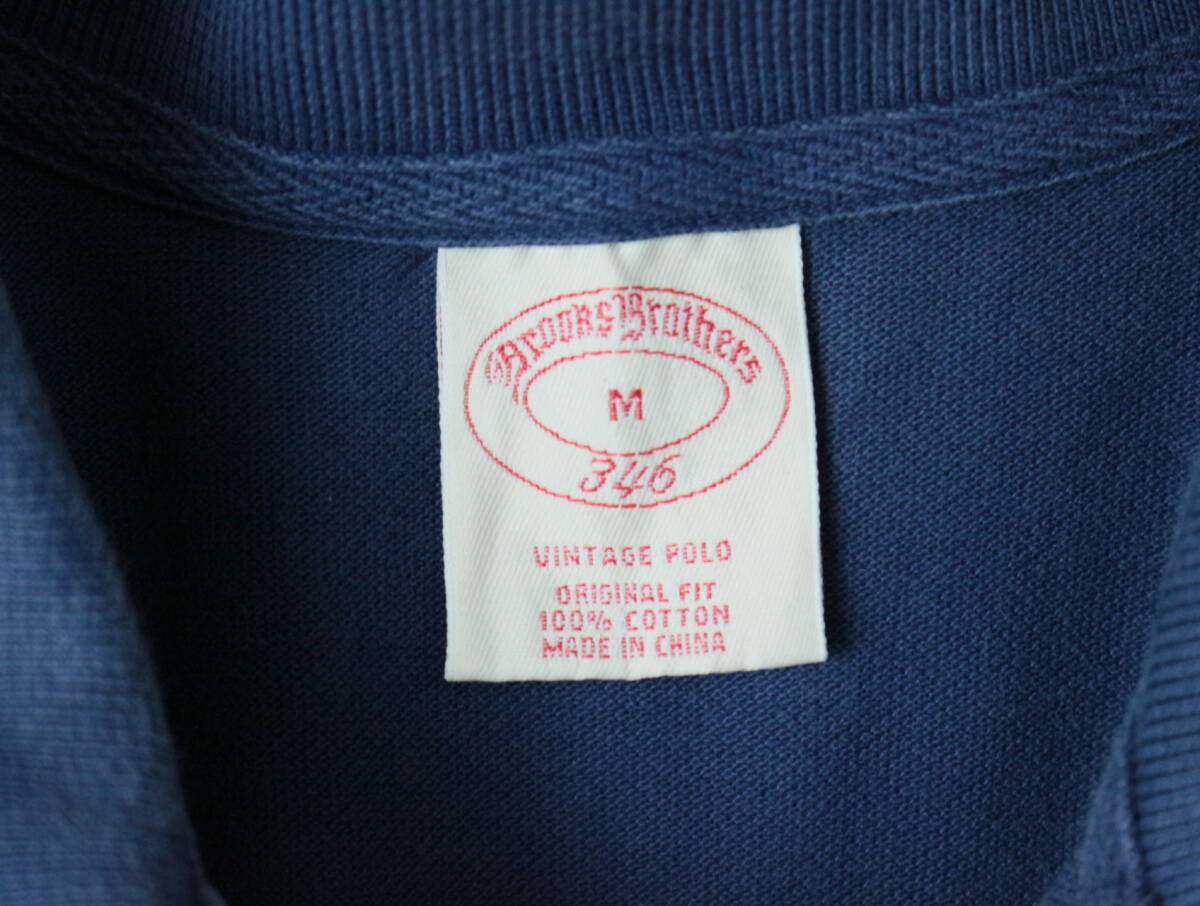 Brooks Brothers
M
346
VINTAGE POLO
ORIGINAL FIT
100% COTTON
MADE IN CHINA